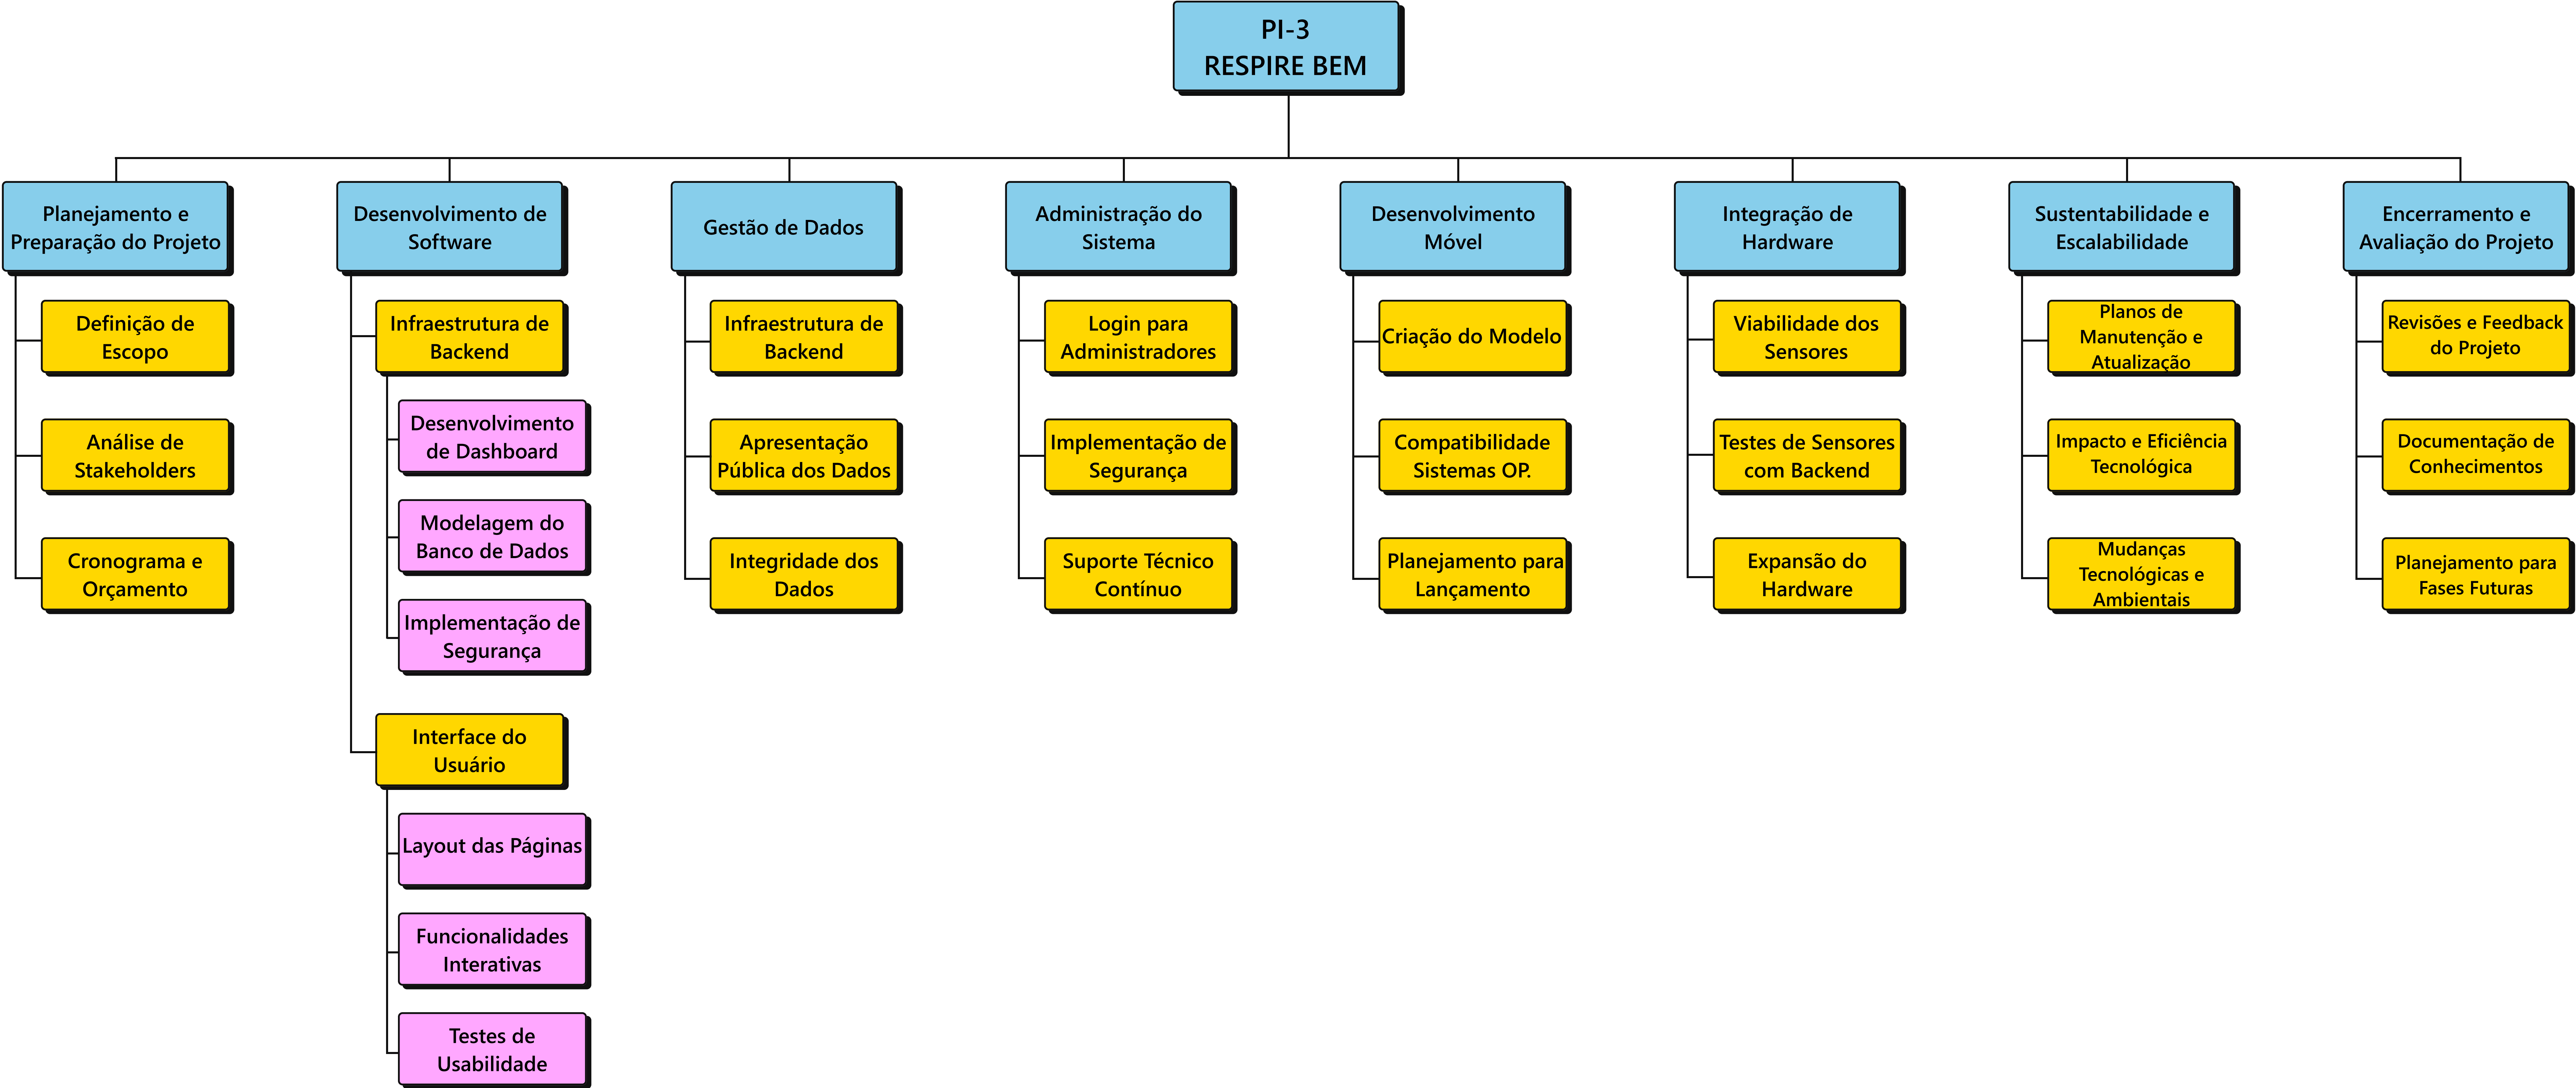 PI-3
RESPIRE BEM
Planejamento e
Preparação do Projeto
Definição de
Escopo
Análise de
Stakeholders
Cronograma e
Orçamento
Desenvolvimento de
Software
Infraestrutura de
Backend
Desenvolvimento
de Dashboard
Modelagem do
Banco de Dados
Implementação de
Segurança
Interface do
Usuário
Layout das Páginas
Funcionalidades
Interativas
Testes de
Usabilidade
Gestão de Dados
Infraestrutura de
Backend
Apresentação
Pública dos Dados
Integridade dos
Dados
Administração do
Sistema
Login para
Administradores
Implementação de
Segurança
Suporte Técnico
Contínuo
Desenvolvimento
Móvel
Criação do Modelo
Compatibilidade
Sistemas OP.
Planejamento para
Lançamento
Integração de
Hardware
Viabilidade dos
Sensores
Testes de Sensores
com Backend
Expansão do
Hardware
Sustentabilidade e
Escalabilidade
Planos de
Manutenção e
Atualização
Impacto e Eficiência
Tecnológica
Mudanças
Tecnológicas e
Ambientais
Encerramento e
Avaliação do Projeto
Revisões e Feedback
do Projeto
Documentação de
Conhecimentos
Planejamento para
Fases Futuras